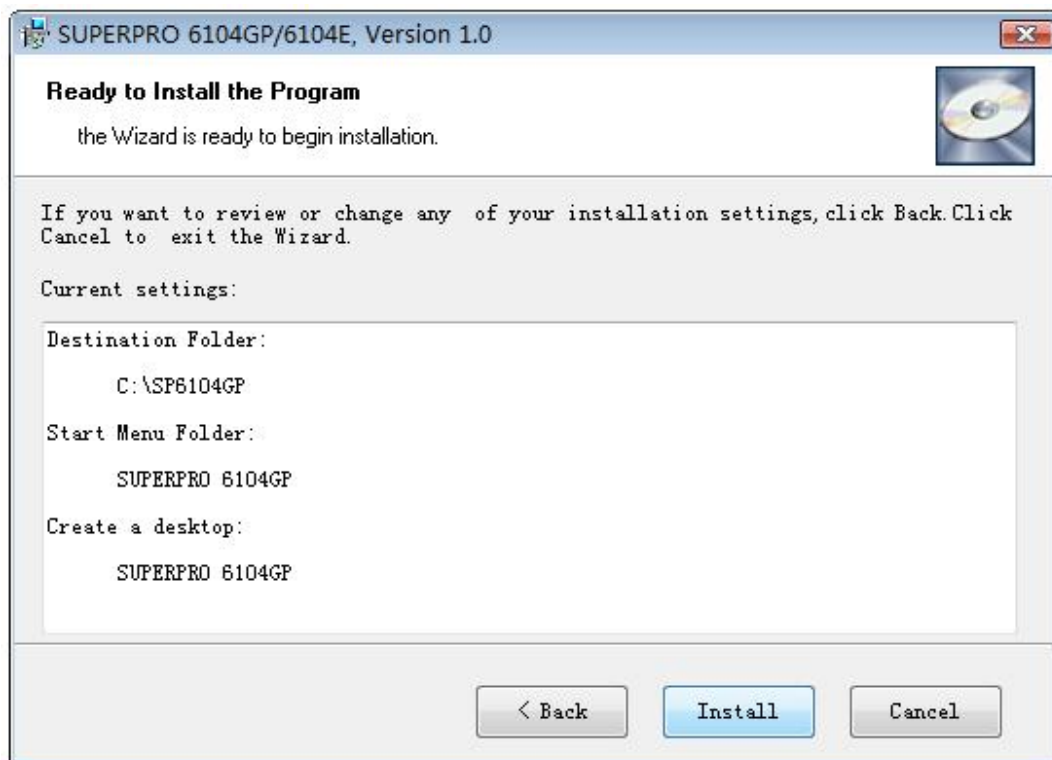 SUPERPRO 6104GP/6104E, Version 1.0
Ready to Install the Program
the Wizard is ready to begin installation.
If you want to review or change any  of your installation settings, click Back. Click
Cancel to  exit the Wizard.
Current settings:
Destination Folder:
C:\SP6104GP
Start Menu Folder:
SUPERPRO 6104GP
Create a desktop:
SUPERPRO 6104GP
< Back
Install
Cancel